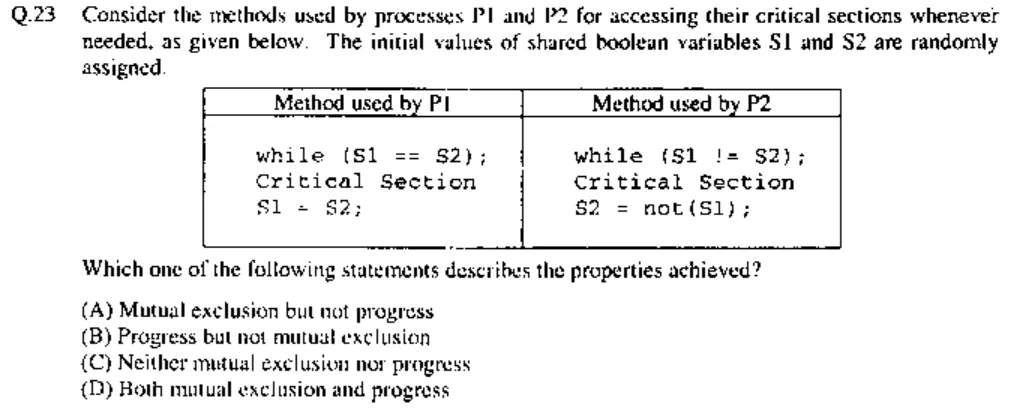 Q.23 Consider the methods used by processes P1 and P2 for accessing their critical sections whenever
needed, as given below. The initial values of shared boolean variables S1 and S2 are randomly
assigned.
Method used by P1 Method used by P2
while (S1 == S2); while (S1 != S2);
Critical Section Critical Section
S1 = S2; S2 = not(S1);
Which one of the following statements describes the properties achieved?
(A) Mutual exclusion but not progress
(B) Progress but not mutual exclusion
(C) Neither mutual exclusion nor progress
(D) Both mutual exclusion and progress